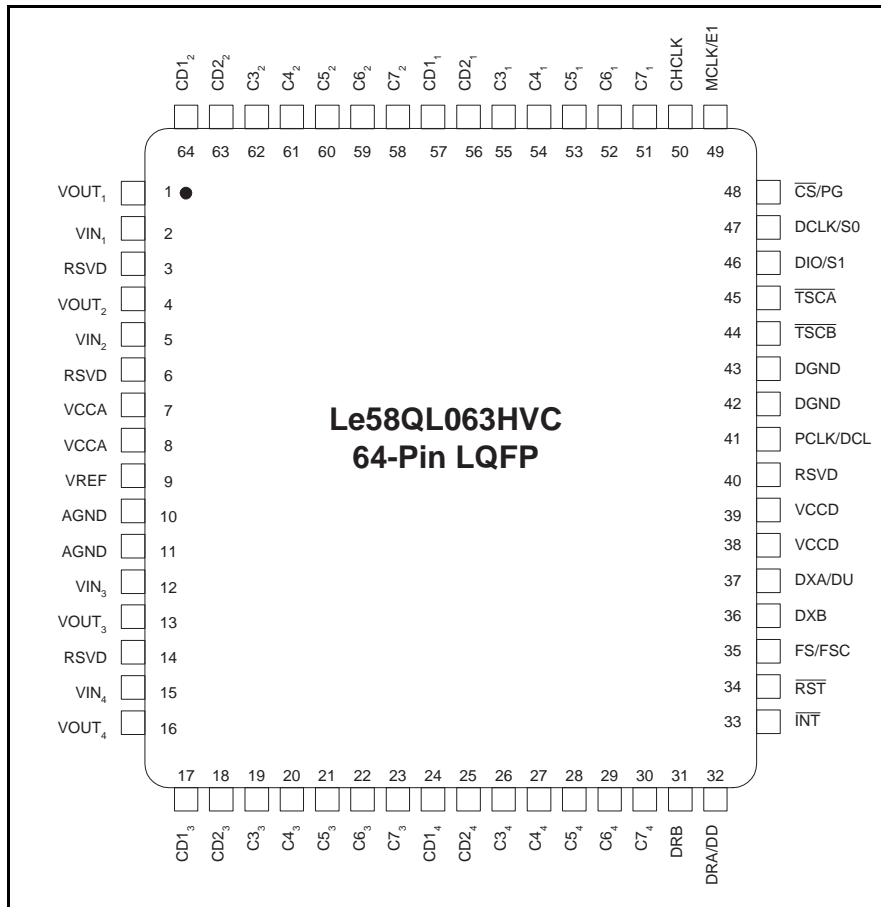 CD1₂ CD2₂ C3₂ C4₂ C5₂ C6₂ C7₂ CD1₁ CD2₁ C3₁ C4₁ C5₁ C6₁ C7₁ CHCLK MCLK/E1
64 63 62 61 60 59 58 57 56 55 54 53 52 51 50 49
VOUT₁ 1 48 C̅S̅/PG
VIN₁ 2 47 DCLK/S0
RSVD 3 46 DIO/S1
VOUT₂ 4 45 T̅S̅C̅A̅
VIN₂ 5 44 T̅S̅C̅B̅
RSVD 6 43 DGND
VCCA 7 42 DGND
Le58QL063HVC
VCCA 8 41 PCLK/DCL
64-Pin LQFP
VREF 9 40 RSVD
AGND 10 39 VCCD
AGND 11 38 VCCD
VIN₃ 12 37 DXA/DU
VOUT₃ 13 36 DXB
RSVD 14 35 FS/FSC
VIN₄ 15 34 R̅S̅T̅
VOUT₄ 16 33 I̅N̅T̅
17 18 19 20 21 22 23 24 25 26 27 28 29 30 31 32
CD1₃ CD2₃ C3₃ C4₃ C5₃ C6₃ C7₃ CD1₄ CD2₄ C3₄ C4₄ C5₄ C6₄ C7₄ DRB DRA/DD